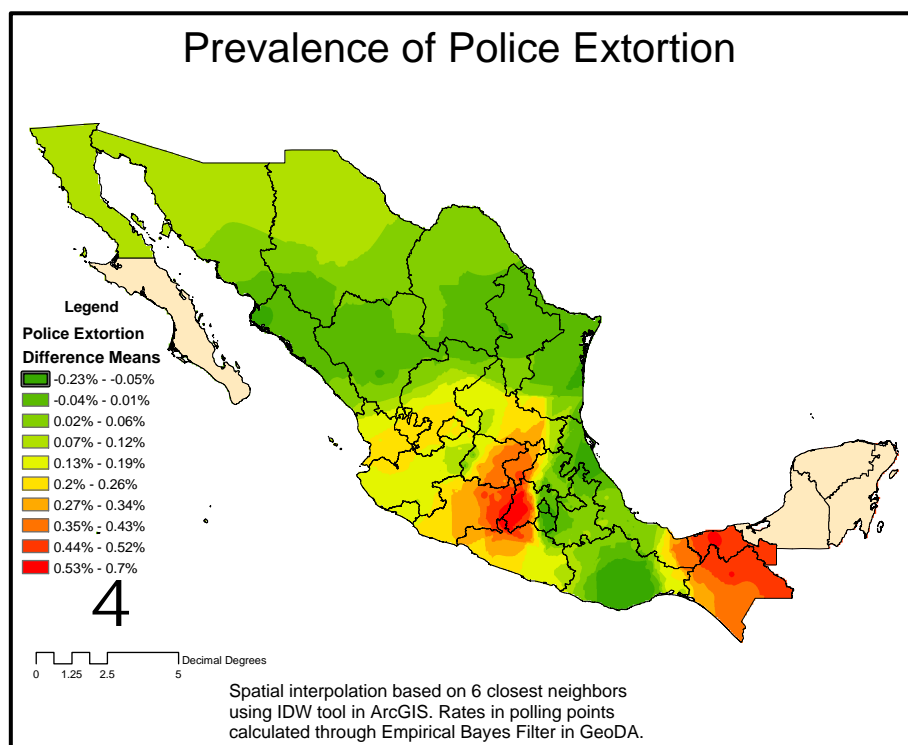 Prevalence of Police Extortion
Legend
Police Extortion
Difference Means
-0.23% - -0.05%
-0.04% - 0.01%
0.02% - 0.06%
0.07% - 0.12%
0.13% - 0.19%
0.2% - 0.26%
0.27% - 0.34%
0.35% - 0.43%
0.44% - 0.52%
0.53% - 0.7%
4
Decimal Degrees
0 1.25 2.5 5
Spatial interpolation based on 6 closest neighbors
using IDW tool in ArcGIS. Rates in polling points
calculated through Empirical Bayes Filter in GeoDA.